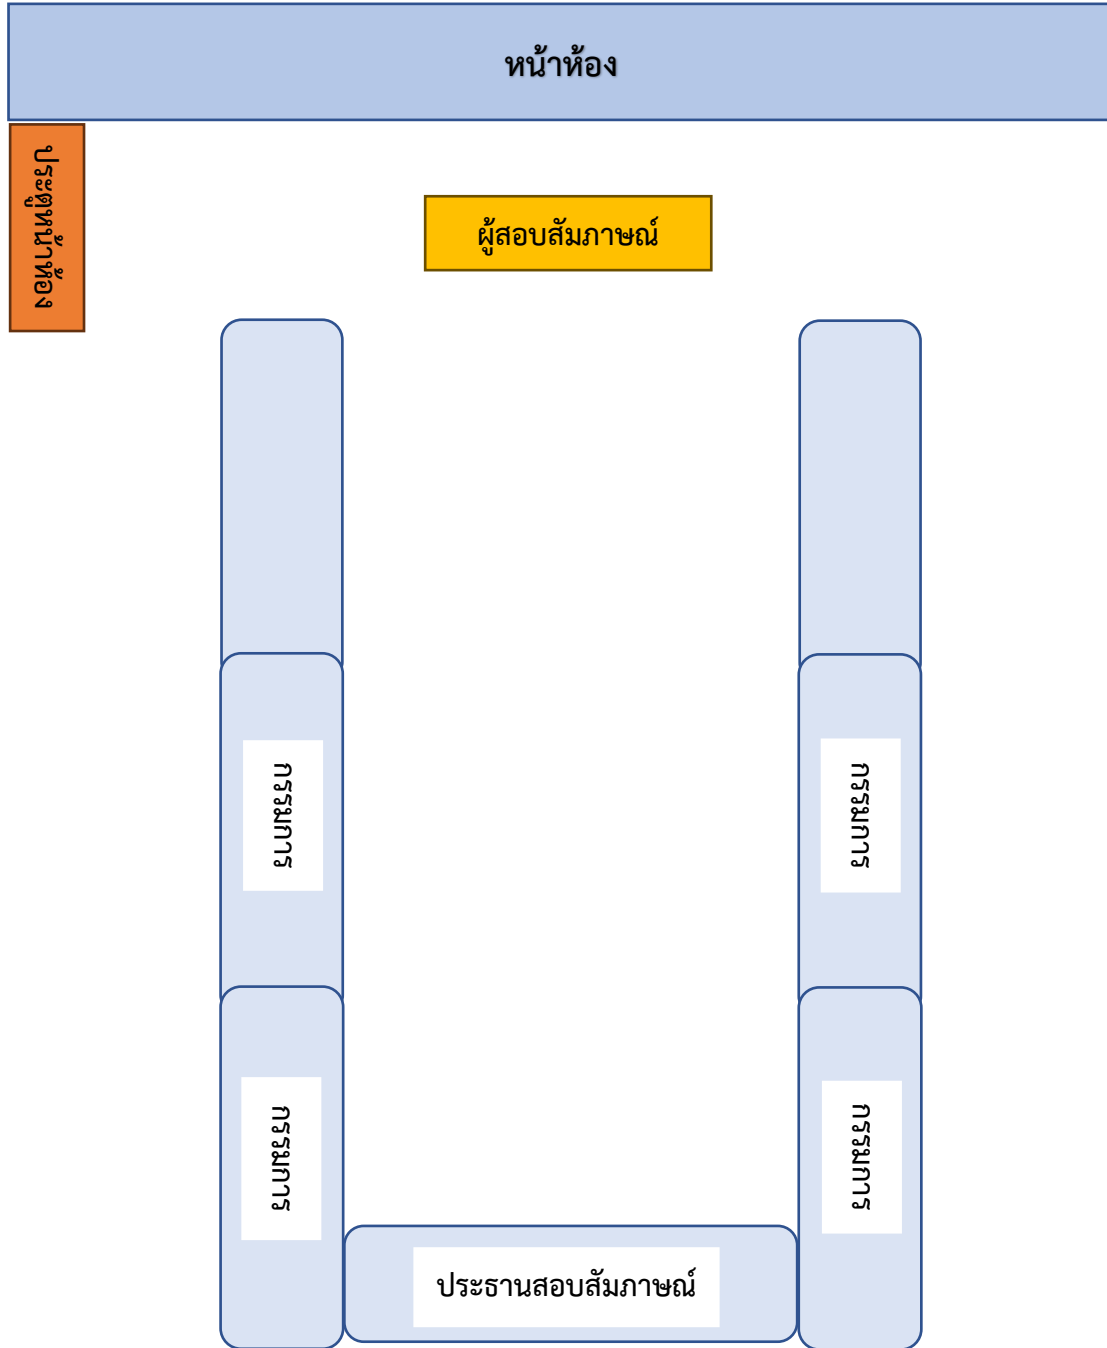 หน้าห้อง
ประตูหน้าห้อง
ผู้สอบสัมภาษณ์
กรรมการ
กรรมการ
กรรมการ
กรรมการ
ประธานสอบสัมภาษณ์